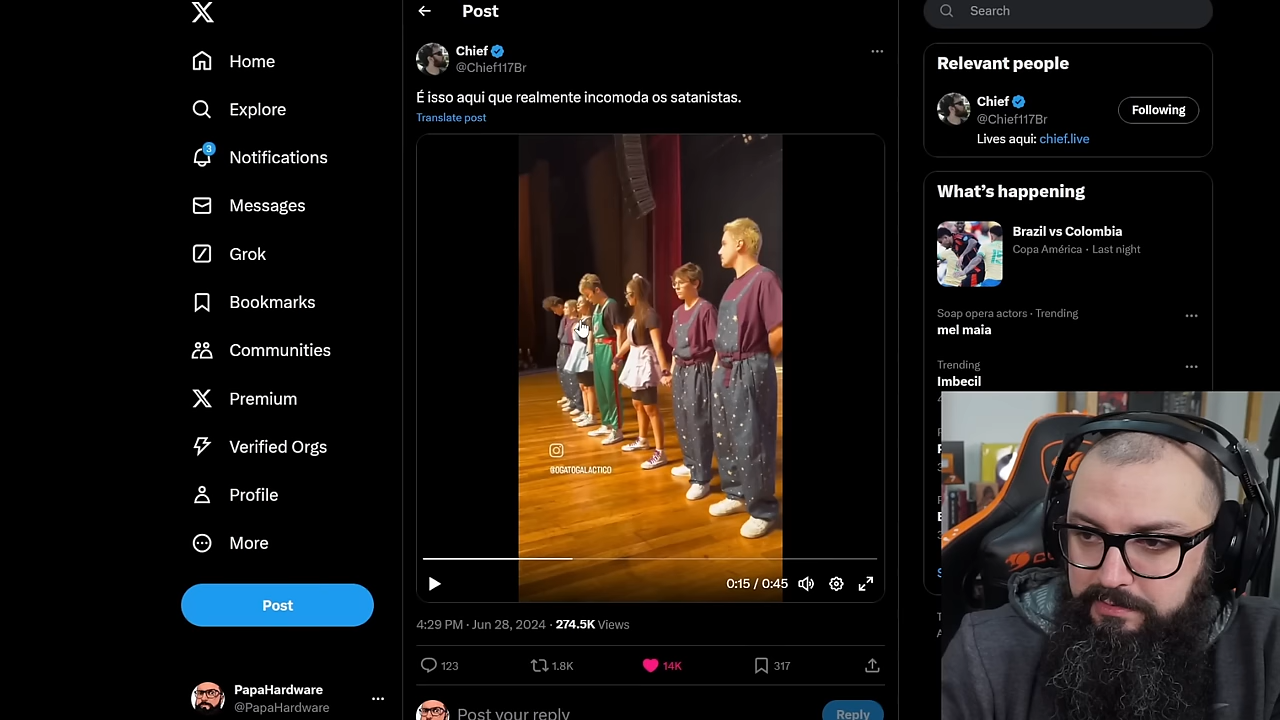 Home
Explore
3
Notifications
Messages
Grok
Bookmarks
Communities
Premium
Verified Orgs
Profile
More
Post
PapaHardware
@PapaHardware
Post
Chief
@Chief117Br
É isso aqui que realmente incomoda os satanistas.
Translate post
@OGATOGALACTICO
0:15 / 0:45
4:29 PM · Jun 28, 2024 · 274.5K Views
123
1.8K
14K
317
Post your reply
Reply
Search
Relevant people
Chief
@Chief117Br
Following
Lives aqui: chief.live
What's happening
Brazil vs Colombia
Copa América · Last night
Soap opera actors · Trending
mel maia
Trending
Imbecil